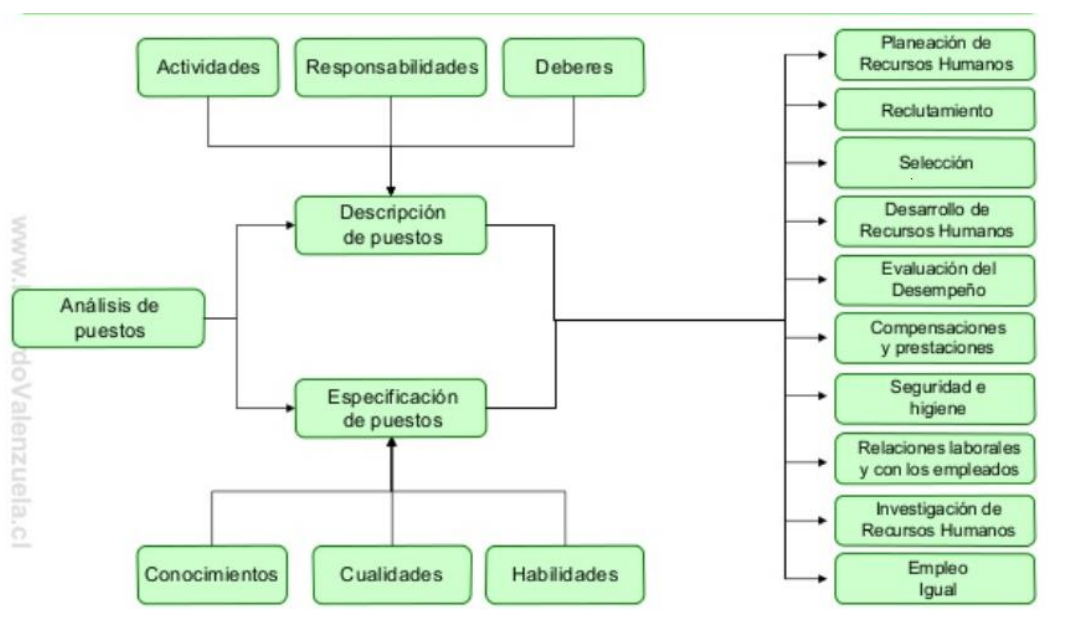 Actividades
Responsabilidades
Deberes
Descripción
de puestos
Análisis de
puestos
Especificación
de puestos
Conocimientos
Cualidades
Habilidades
Planeación de
Recursos Humanos
Reclutamiento
Selección
Desarrollo de
Recursos Humanos
Evaluación del
Desempeño
Compensaciones
y prestaciones
Seguridad e
higiene
Relaciones laborales
y con los empleados
Investigación de
Recursos Humanos
Empleo
Igual